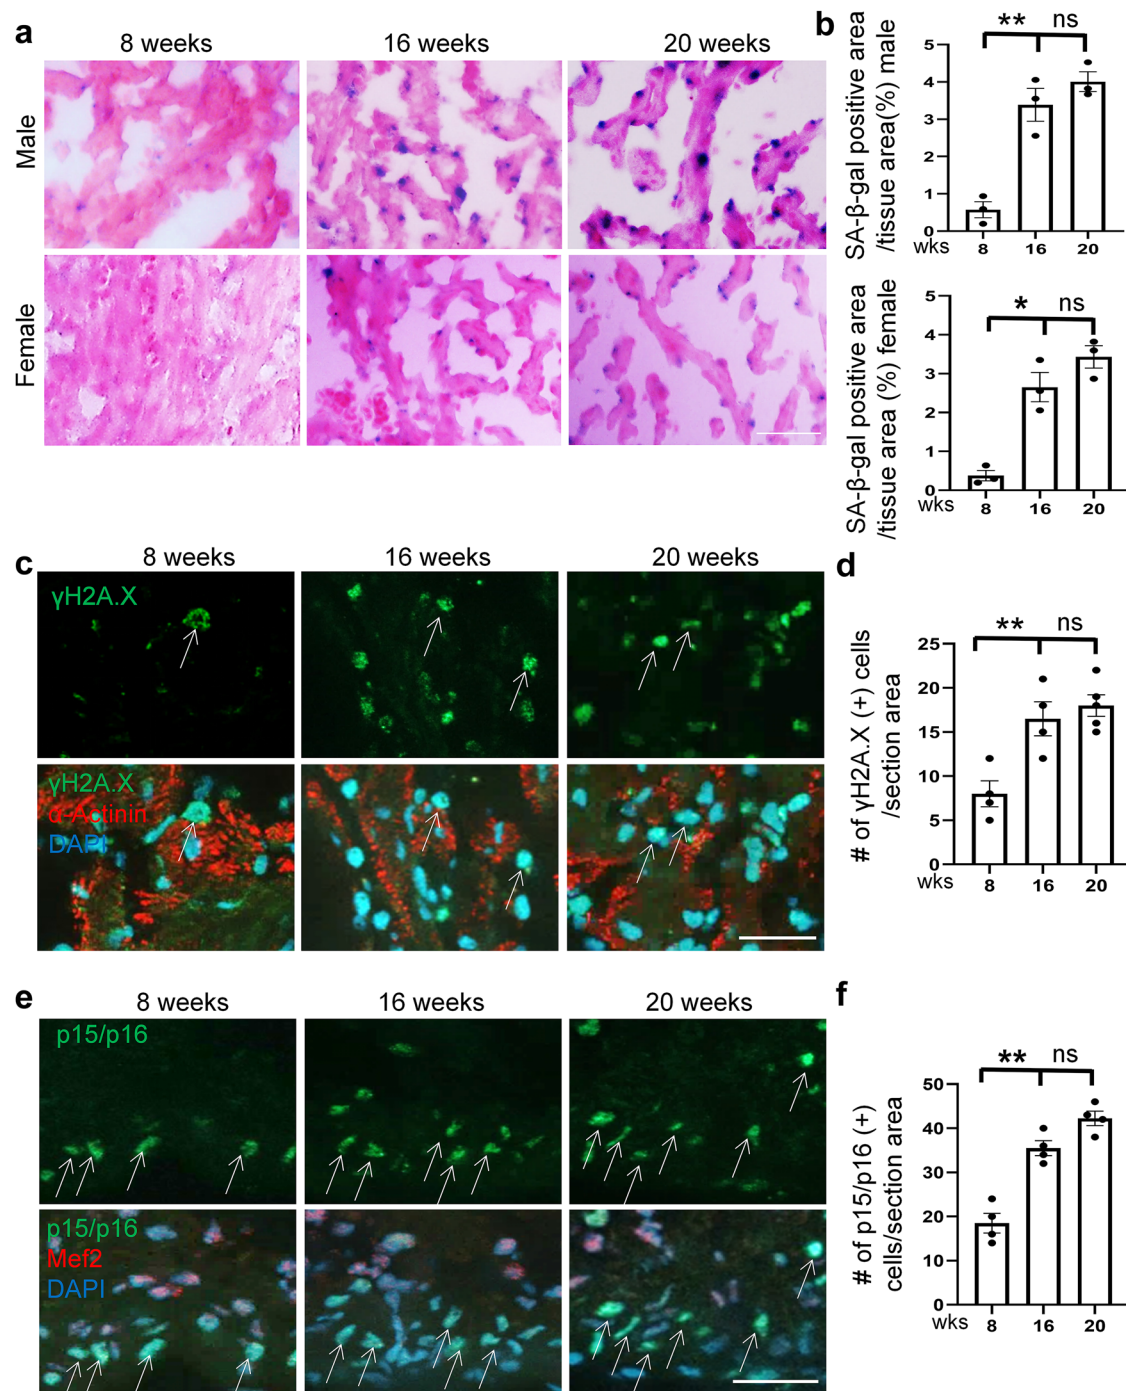 a
8 weeks
16 weeks
20 weeks
Male
Female
b
SA-β-gal positive area
/tissue area(%) male
**
ns
5
4
3
2
1
0
wks
8
16
20
SA-β-gal positive area
/tissue area (%) female
*
ns
5
4
3
2
1
0
wks
8
16
20
c
8 weeks
16 weeks
20 weeks
γH2A.X
γH2A.X
α-Actinin
DAPI
d
# of γH2A.X (+) cells
/section area
**
ns
25
20
15
10
5
0
wks
8
16
20
e
8 weeks
16 weeks
20 weeks
p15/p16
p15/p16
Mef2
DAPI
f
# of p15/p16 (+)
cells/section area
**
ns
50
40
30
20
10
0
wks
8
16
20